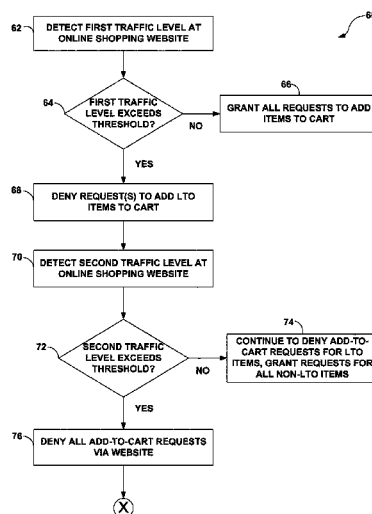 60
62
DETECT FIRST TRAFFIC LEVEL AT
ONLINE SHOPPING WEBSITE
64
FIRST TRAFFIC
LEVEL EXCEEDS
THRESHOLD?
NO
66
GRANT ALL REQUESTS TO ADD
ITEMS TO CART
YES
68
DENY REQUEST(S) TO ADD LTO
ITEMS TO CART
70
DETECT SECOND TRAFFIC LEVEL AT
ONLINE SHOPPING WEBSITE
72
SECOND TRAFFIC
LEVEL EXCEEDS
THRESHOLD?
NO
74
CONTINUE TO DENY ADD-TO-
CART REQUESTS FOR LTO
ITEMS, GRANT REQUESTS FOR
ALL NON-LTO ITEMS
YES
76
DENY ALL ADD-TO-CART REQUESTS
VIA WEBSITE
X